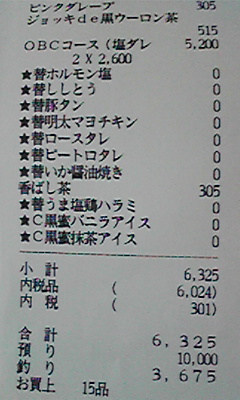 ピンクグレープ 305
ジョッキde黒ウーロン茶
515
OBCコース(塩ダレ 5,200
2 X 2,600
★替ホルモン塩 0
★替ししとう 0
★替豚タン 0
★替明太マヨチキン 0
★替ロースタレ 0
★替ピートロタレ 0
★替いか醤油焼き 0
香ばし茶 305
★替うま塩鶏ハラミ 0
★C黒蜜バニラアイス 0
★C黒蜜抹茶アイス 0
小 計 6,325
内税品 ( 6,024)
内 税 ( 301)
合 計 6,325
預 り 10,000
釣 り 3,675
お買上 15品